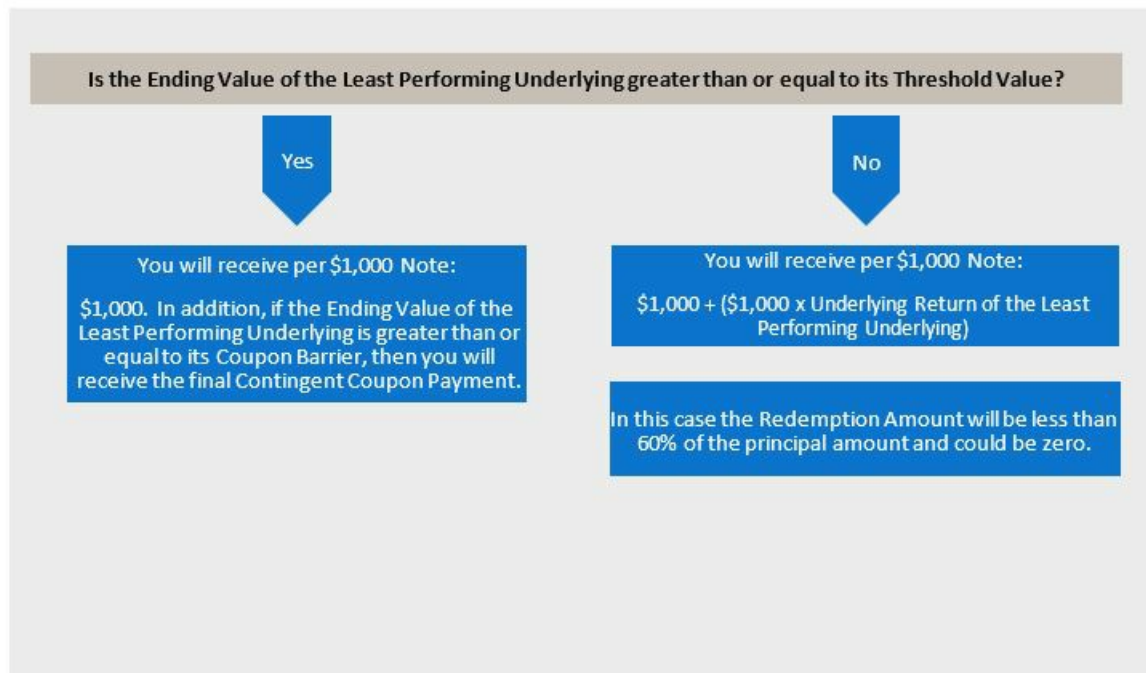 Is the Ending Value of the Least Performing Underlying greater than or equal to its Threshold Value?
Yes
No
You will receive per $1,000 Note:
$1,000. In addition, if the Ending Value of the
Least Performing Underlying is greater than or
equal to its Coupon Barrier, then you will
receive the final Contingent Coupon Payment.
You will receive per $1,000 Note:
$1,000 + ($1,000 x Underlying Return of the Least
Performing Underlying)
In this case the Redemption Amount will be less than
60% of the principal amount and could be zero.